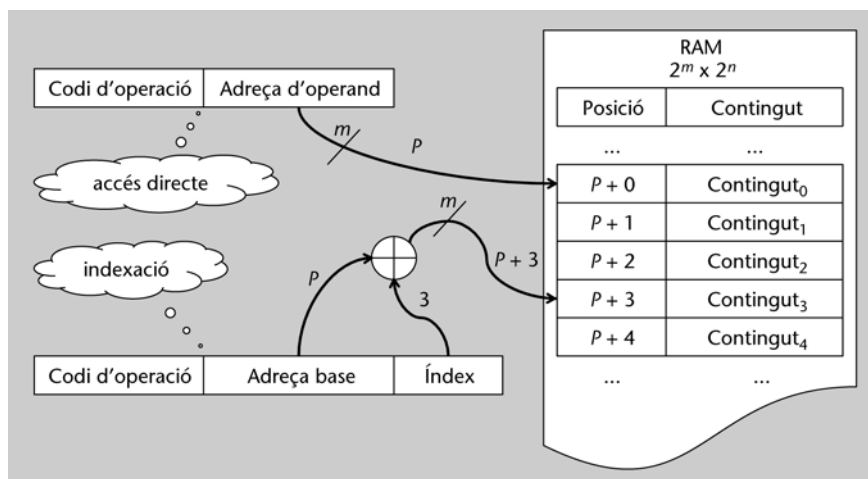 RAM
2^m x 2^n
Codi d’operació Adreça d’operand
Posició Contingut
m P
... ...
accés directe
P + 0 Contingut₀
P + 1 Contingut₁
P + 2 Contingut₂
P + 3 Contingut₃
P + 4 Contingut₄
... ...
m
P + 3
indexació
P
3
Codi d’operació Adreça base Índex